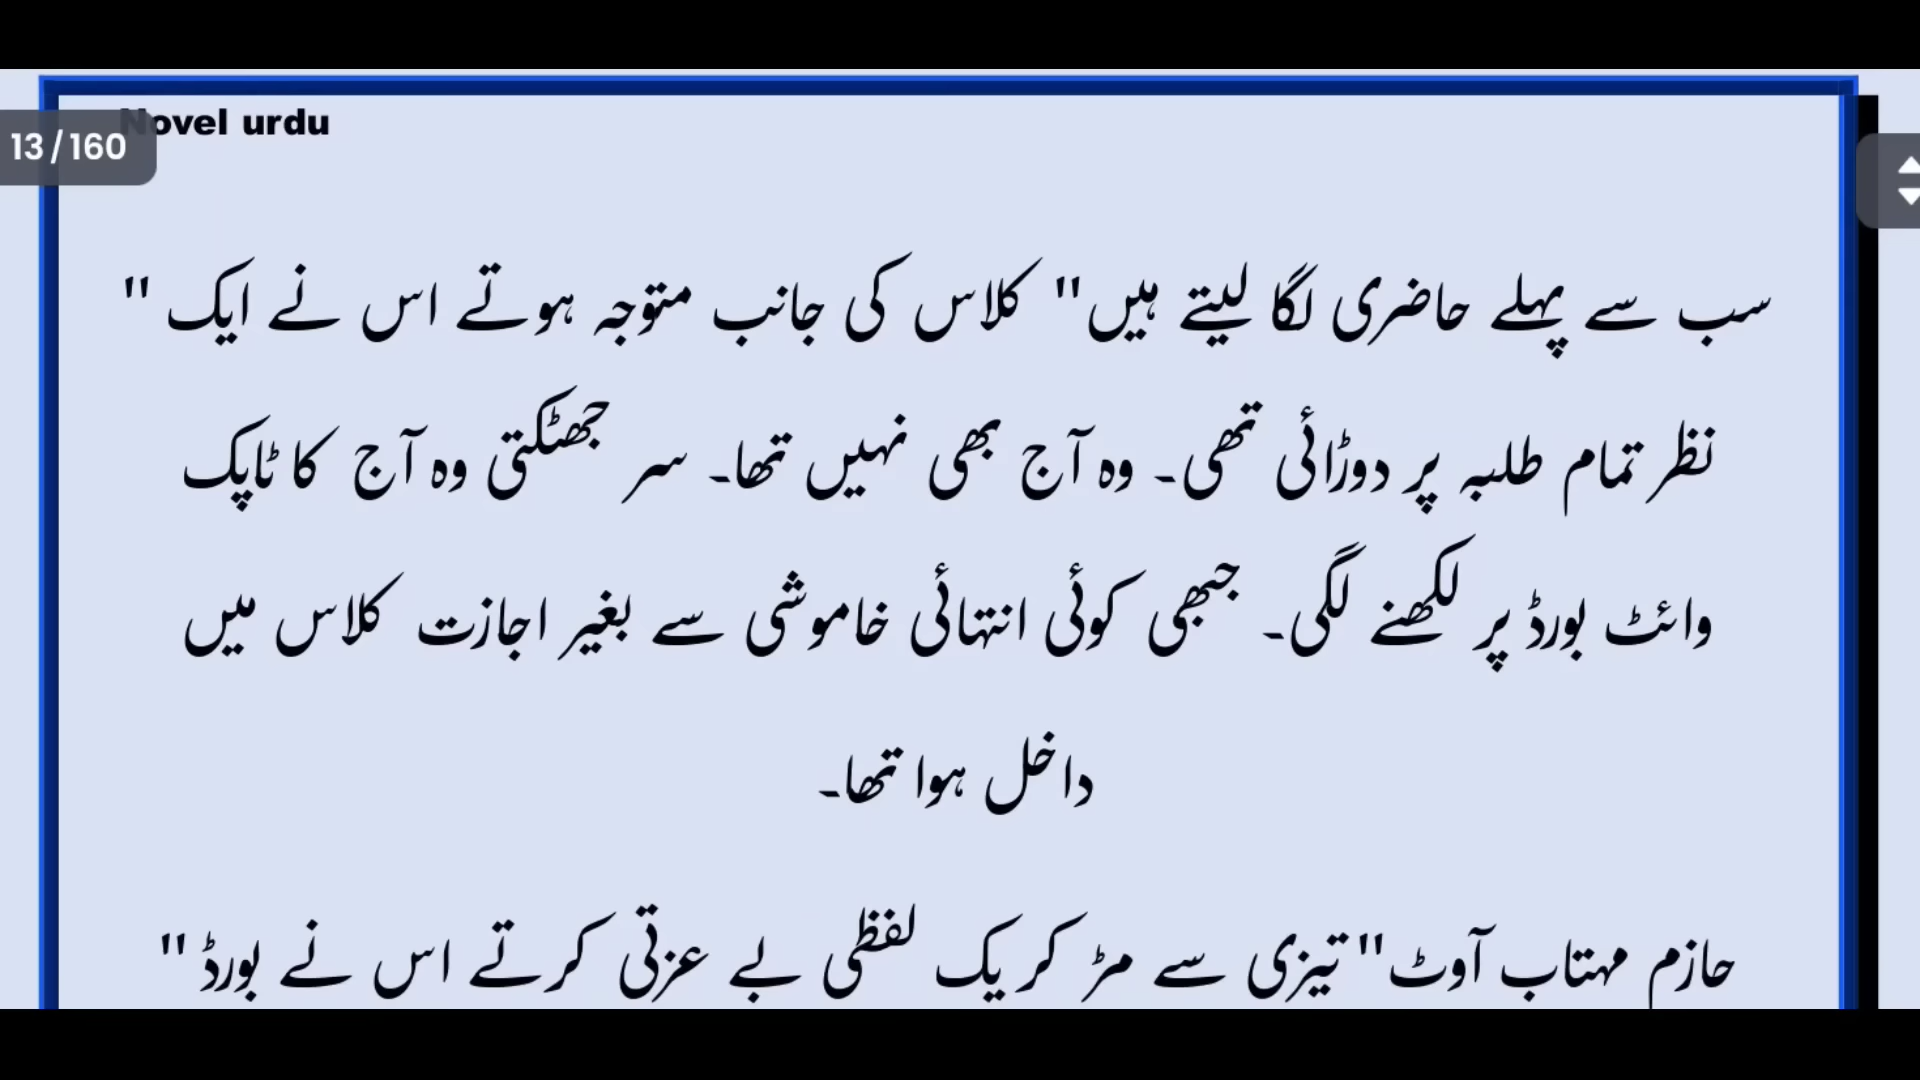 Novel urdu
13/160
سب سے پہلے حاضری لگا لیتے ہیں" کلاس کی جانب متوجہ ہوتے اس نے ایک "
نظر تمام طلبہ پر دوڑائی تھی۔ وہ آج بھی نہیں تھا۔ سر جھٹکتی وہ آج کا ٹاپک
وائٹ بورڈ پر لکھنے لگی۔ جبھی کوئی انتہائی خاموشی سے بغیر اجازت کلاس میں
داخل ہوا تھا۔
حازم مہتاب آوٹ" تیزی سے مڑ کر یک لفظی بے عزتی کرتے اس نے بورڈ "